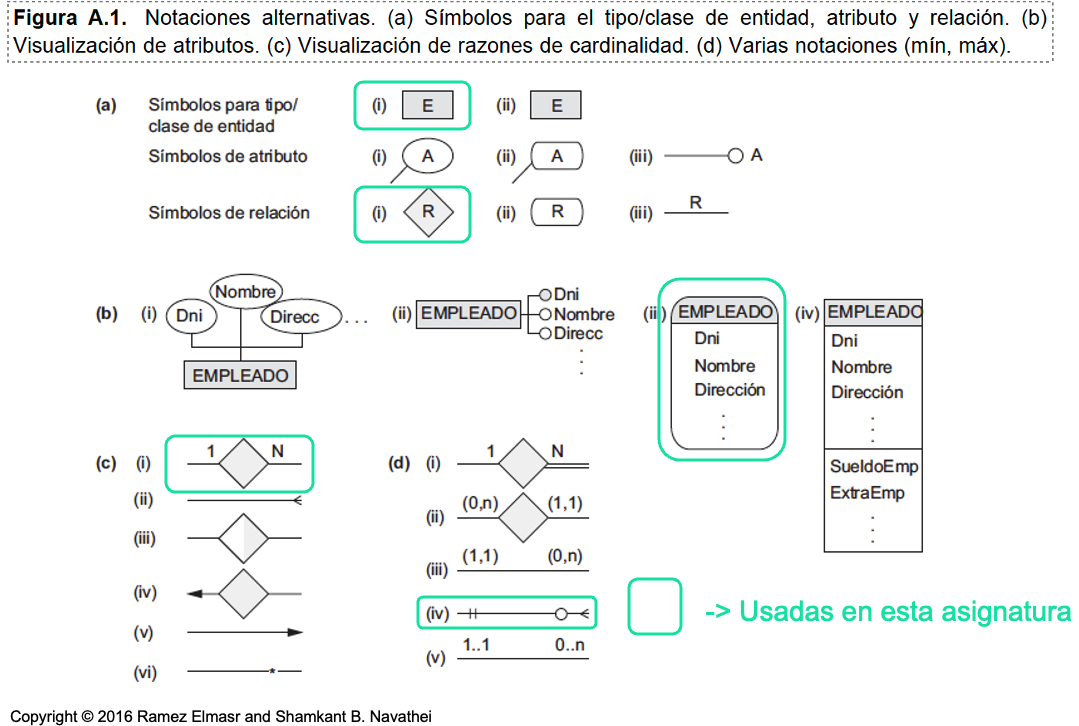 Figura A.1. Notaciones alternativas. (a) Símbolos para el tipo/clase de entidad, atributo y relación. (b)
Visualización de atributos. (c) Visualización de razones de cardinalidad. (d) Varias notaciones (mín, máx).
(a) Símbolos para tipo/
clase de entidad
(i) E (ii) E
Símbolos de atributo (i) A (ii) A (iii) A
Símbolos de relación (i) R (ii) R (iii) R
(b) (i) Dni Nombre Direcc . . .
EMPLEADO
(ii) EMPLEADO
Dni
Nombre
Direcc
(iii) EMPLEADO
Dni
Nombre
Dirección
(iv) EMPLEADO
Dni
Nombre
Dirección
SueldoEmp
ExtraEmp
(c) (i) 1 N
(ii)
(iii)
(iv)
(v)
(vi) *
(d) (i) 1 N
(ii) (0,n) (1,1)
(iii) (1,1) (0,n)
(iv)
(v) 1..1 0..n
-> Usadas en esta asignatura
Copyright © 2016 Ramez Elmasr and Shamkant B. Navathei